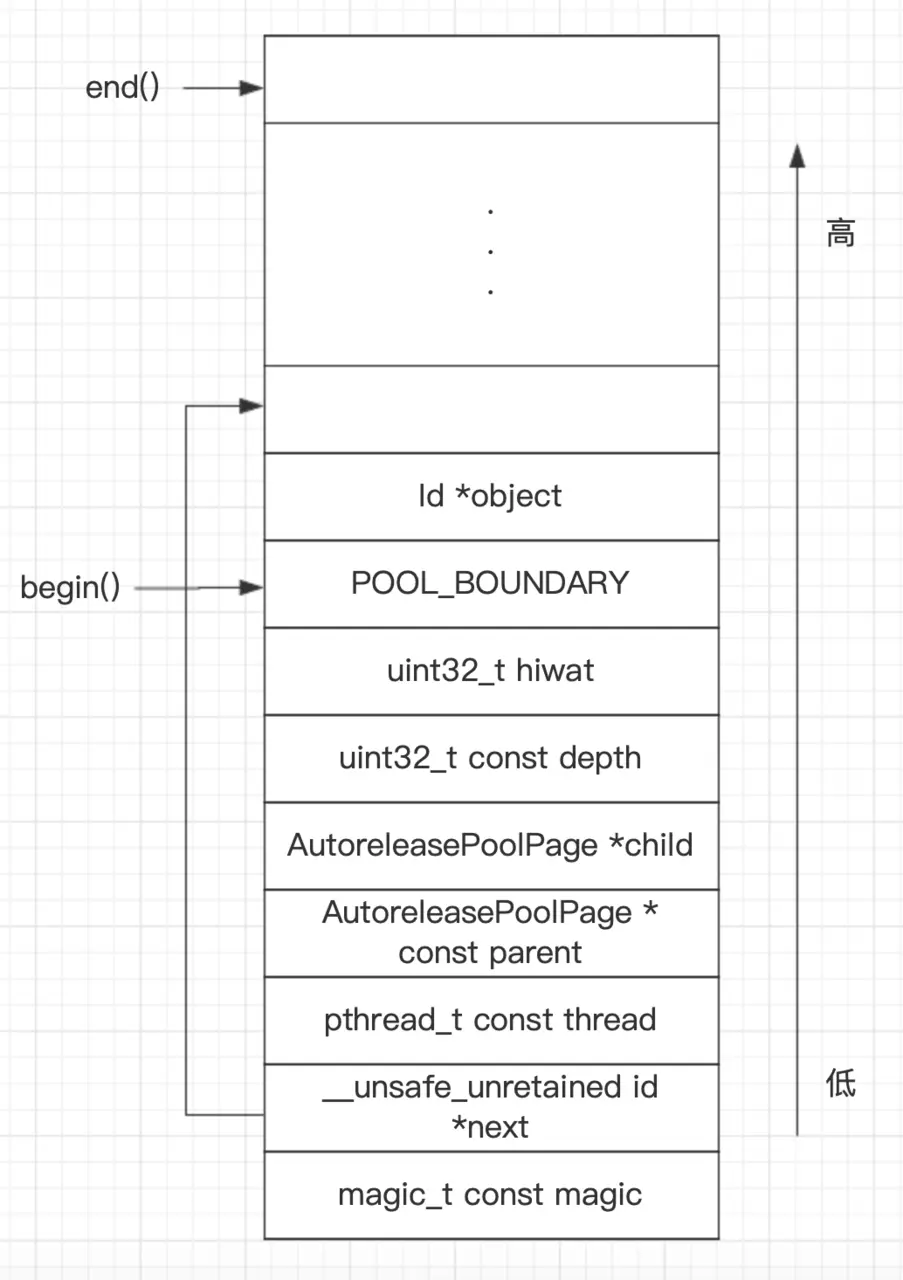 end()
.
.
.
高
Id *object
begin()
POOL_BOUNDARY
uint32_t hiwat
uint32_t const depth
AutoreleasePoolPage *child
AutoreleasePoolPage *
const parent
pthread_t const thread
低
__unsafe_unretained id
*next
magic_t const magic